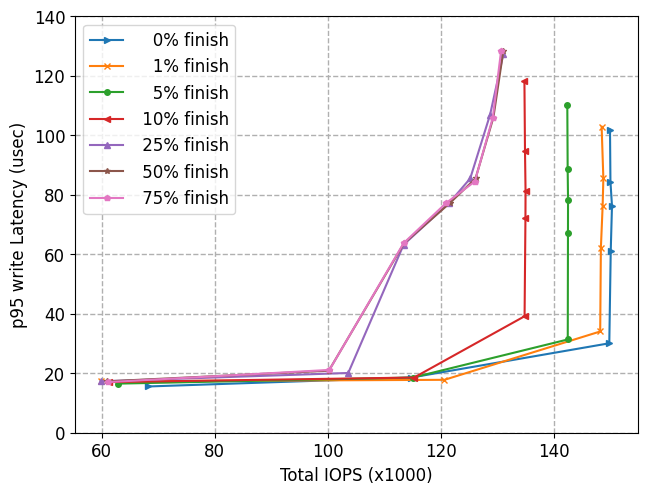 140
120
100
80
60
40
20
0
p95 write Latency (usec)
0% finish
1% finish
5% finish
10% finish
25% finish
50% finish
75% finish
60 80 100 120 140
Total IOPS (x1000)